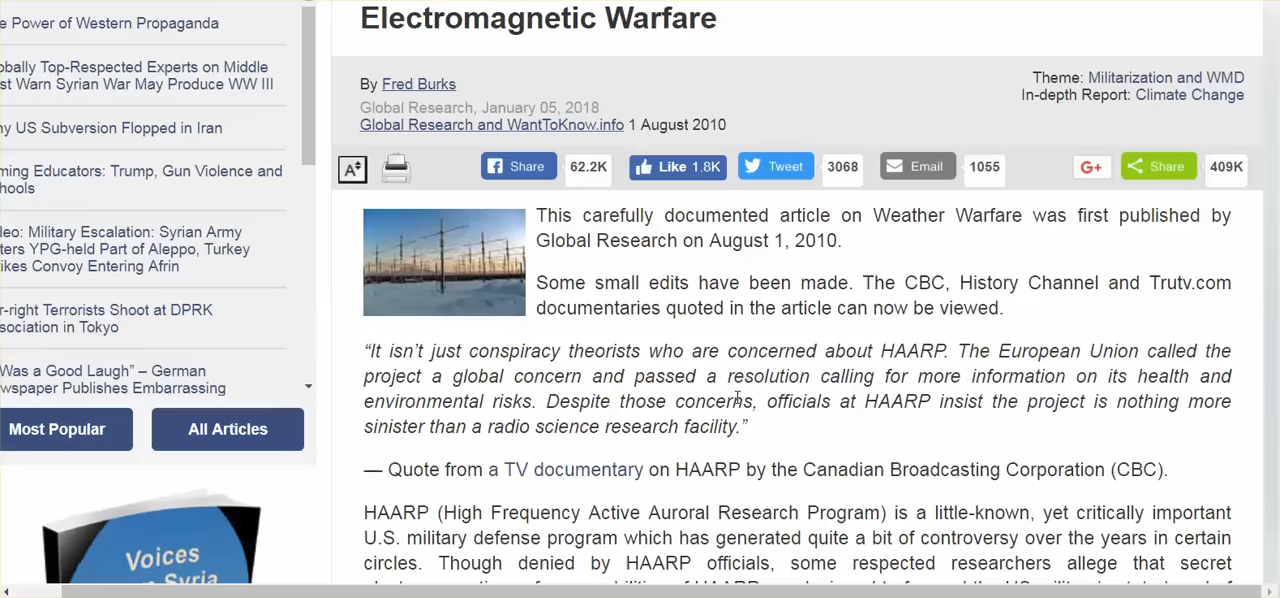 Electromagnetic Warfare
e Power of Western Propaganda
obally Top-Respected Experts on Middle
st Warn Syrian War May Produce WW III
ny US Subversion Flopped in Iran
ming Educators: Trump, Gun Violence and
hools
deo: Military Escalation: Syrian Army
ters YPG-held Part of Aleppo, Turkey
ikes Convoy Entering Afrin
r-right Terrorists Shoot at DPRK
sociation in Tokyo
Was a Good Laugh” – German
wspaper Publishes Embarrassing
Most Popular
All Articles
Voices
Syria
By Fred Burks
Global Research, January 05, 2018
Global Research and WantToKnow.info 1 August 2010
Theme: Militarization and WMD
In-depth Report: Climate Change
A
Share 62.2K Like 1.8K Tweet 3068 Email 1055 G+ Share 409K
This carefully documented article on Weather Warfare was first published by
Global Research on August 1, 2010.
Some small edits have been made. The CBC, History Channel and Trutv.com
documentaries quoted in the article can now be viewed.
“It isn’t just conspiracy theorists who are concerned about HAARP. The European Union called the
project a global concern and passed a resolution calling for more information on its health and
environmental risks. Despite those concerns, officials at HAARP insist the project is nothing more
sinister than a radio science research facility.”
— Quote from a TV documentary on HAARP by the Canadian Broadcasting Corporation (CBC).
HAARP (High Frequency Active Auroral Research Program) is a little-known, yet critically important
U.S. military defense program which has generated quite a bit of controversy over the years in certain
circles. Though denied by HAARP officials, some respected researchers allege that secret